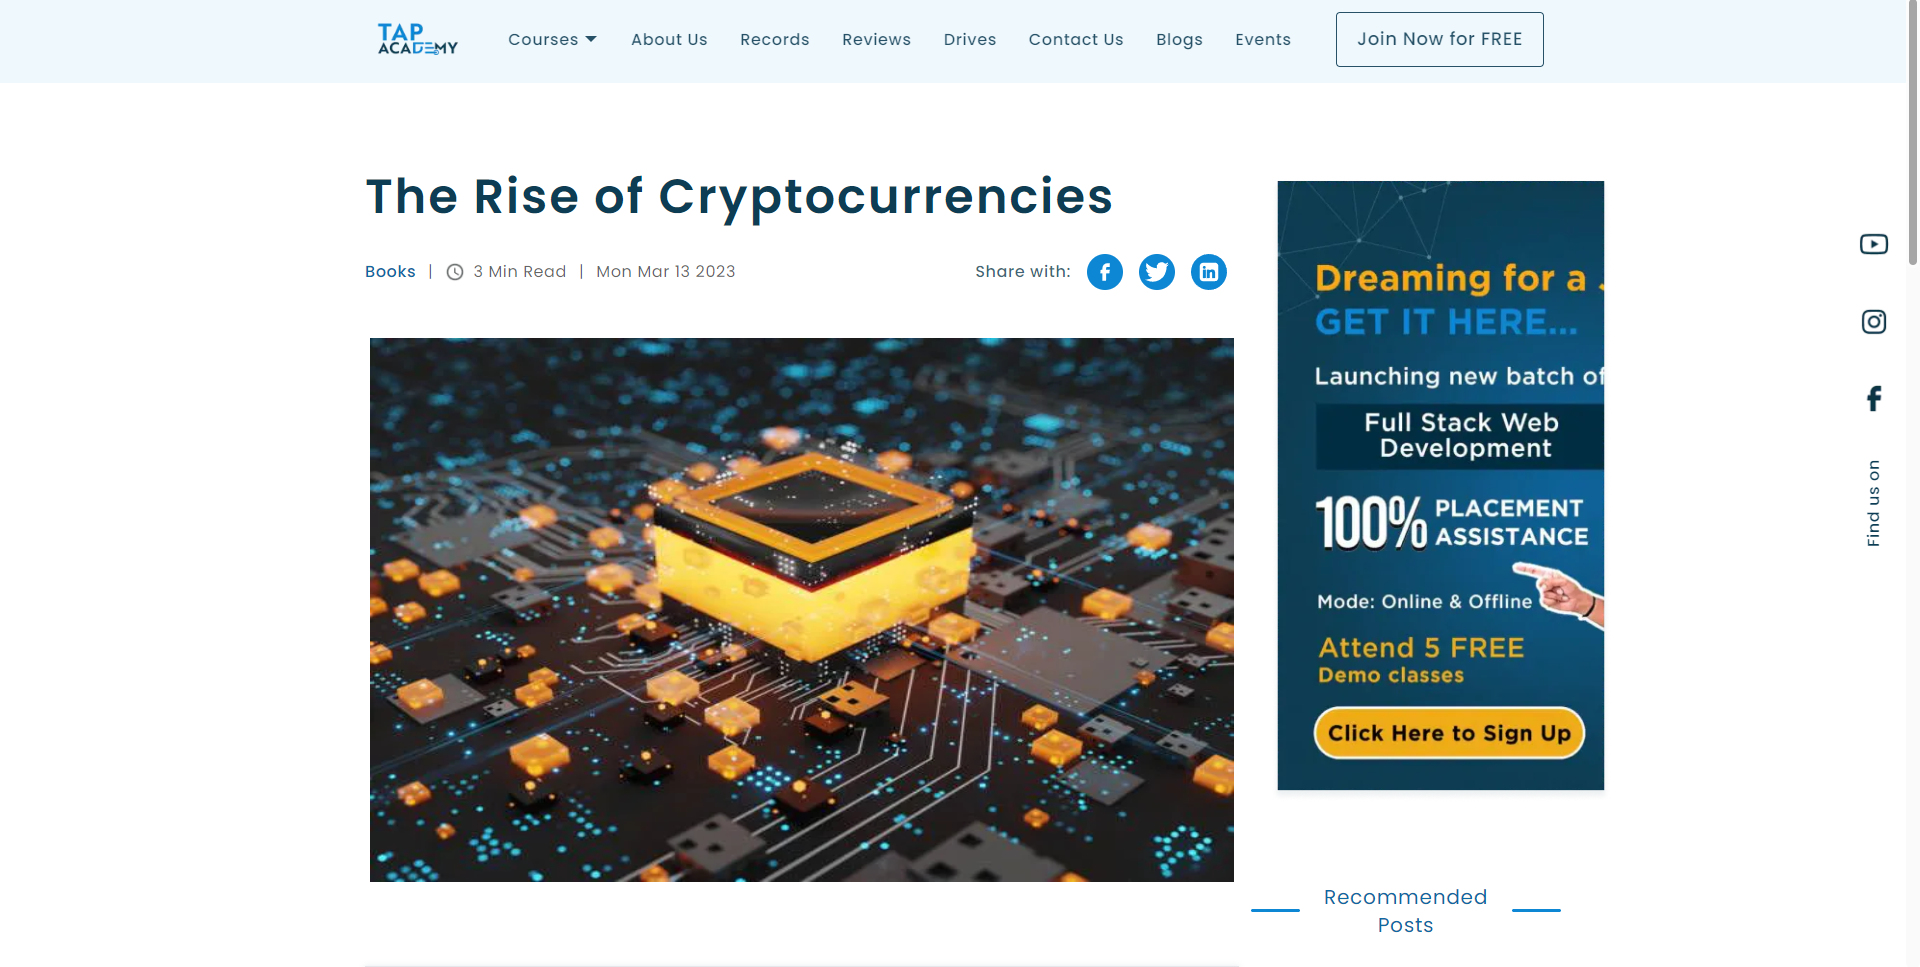 TAP
ACADEMY
Courses
About Us
Records
Reviews
Drives
Contact Us
Blogs
Events
Join Now for FREE
The Rise of Cryptocurrencies
Books | 3 Min Read | Mon Mar 13 2023
Share with:
Dreaming for a
GET IT HERE...
Launching new batch of
Full Stack Web
Development
100% PLACEMENT
ASSISTANCE
Mode: Online & Offline
Attend 5 FREE
Demo classes
Click Here to Sign Up
Find us on
Recommended
Posts